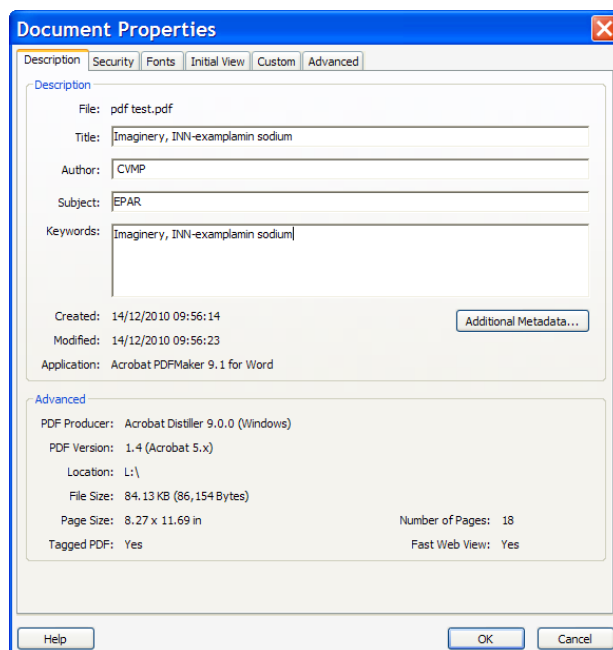 Document Properties
Description Security Fonts Initial View Custom Advanced
Description
File: pdf test.pdf
Title: Imaginery, INN-examplamin sodium
Author: CVMP
Subject: EPAR
Keywords: Imaginery, INN-examplamin sodium
Created: 14/12/2010 09:56:14
Additional Metadata...
Modified: 14/12/2010 09:56:23
Application: Acrobat PDFMaker 9.1 for Word
Advanced
PDF Producer: Acrobat Distiller 9.0.0 (Windows)
PDF Version: 1.4 (Acrobat 5.x)
Location: L:\
File Size: 84.13 KB (86,154 Bytes)
Page Size: 8.27 x 11.69 in Number of Pages: 18
Tagged PDF: Yes Fast Web View: Yes
Help OK Cancel